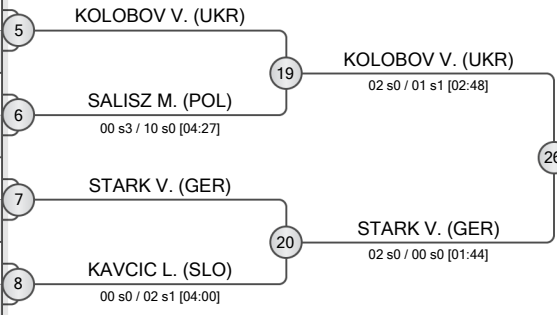 5
KOLOBOV V. (UKR)
19
KOLOBOV V. (UKR)
02 s0 / 01 s1 [02:48]
6
SALISZ M. (POL)
00 s3 / 10 s0 [04:27]
26
7
STARK V. (GER)
20
STARK V. (GER)
02 s0 / 00 s0 [01:44]
8
KAVCIC L. (SLO)
00 s0 / 02 s1 [04:00]